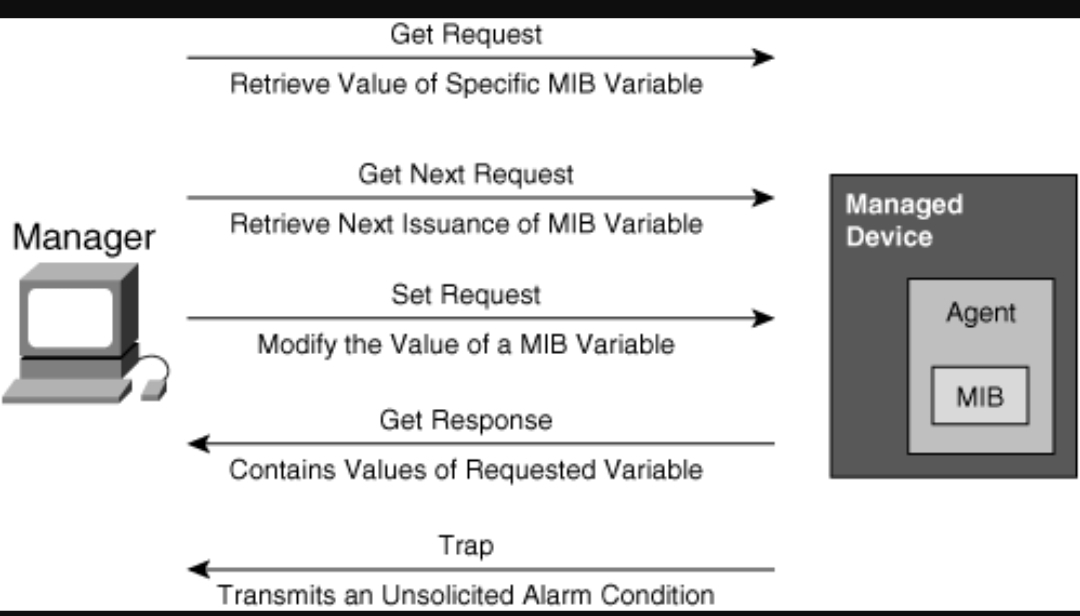 Get Request
Retrieve Value of Specific MIB Variable
Get Next Request
Retrieve Next Issuance of MIB Variable
Managed
Device
Manager
Set Request
Modify the Value of a MIB Variable
Agent
MIB
Get Response
Contains Values of Requested Variable
Trap
Transmits an Unsolicited Alarm Condition